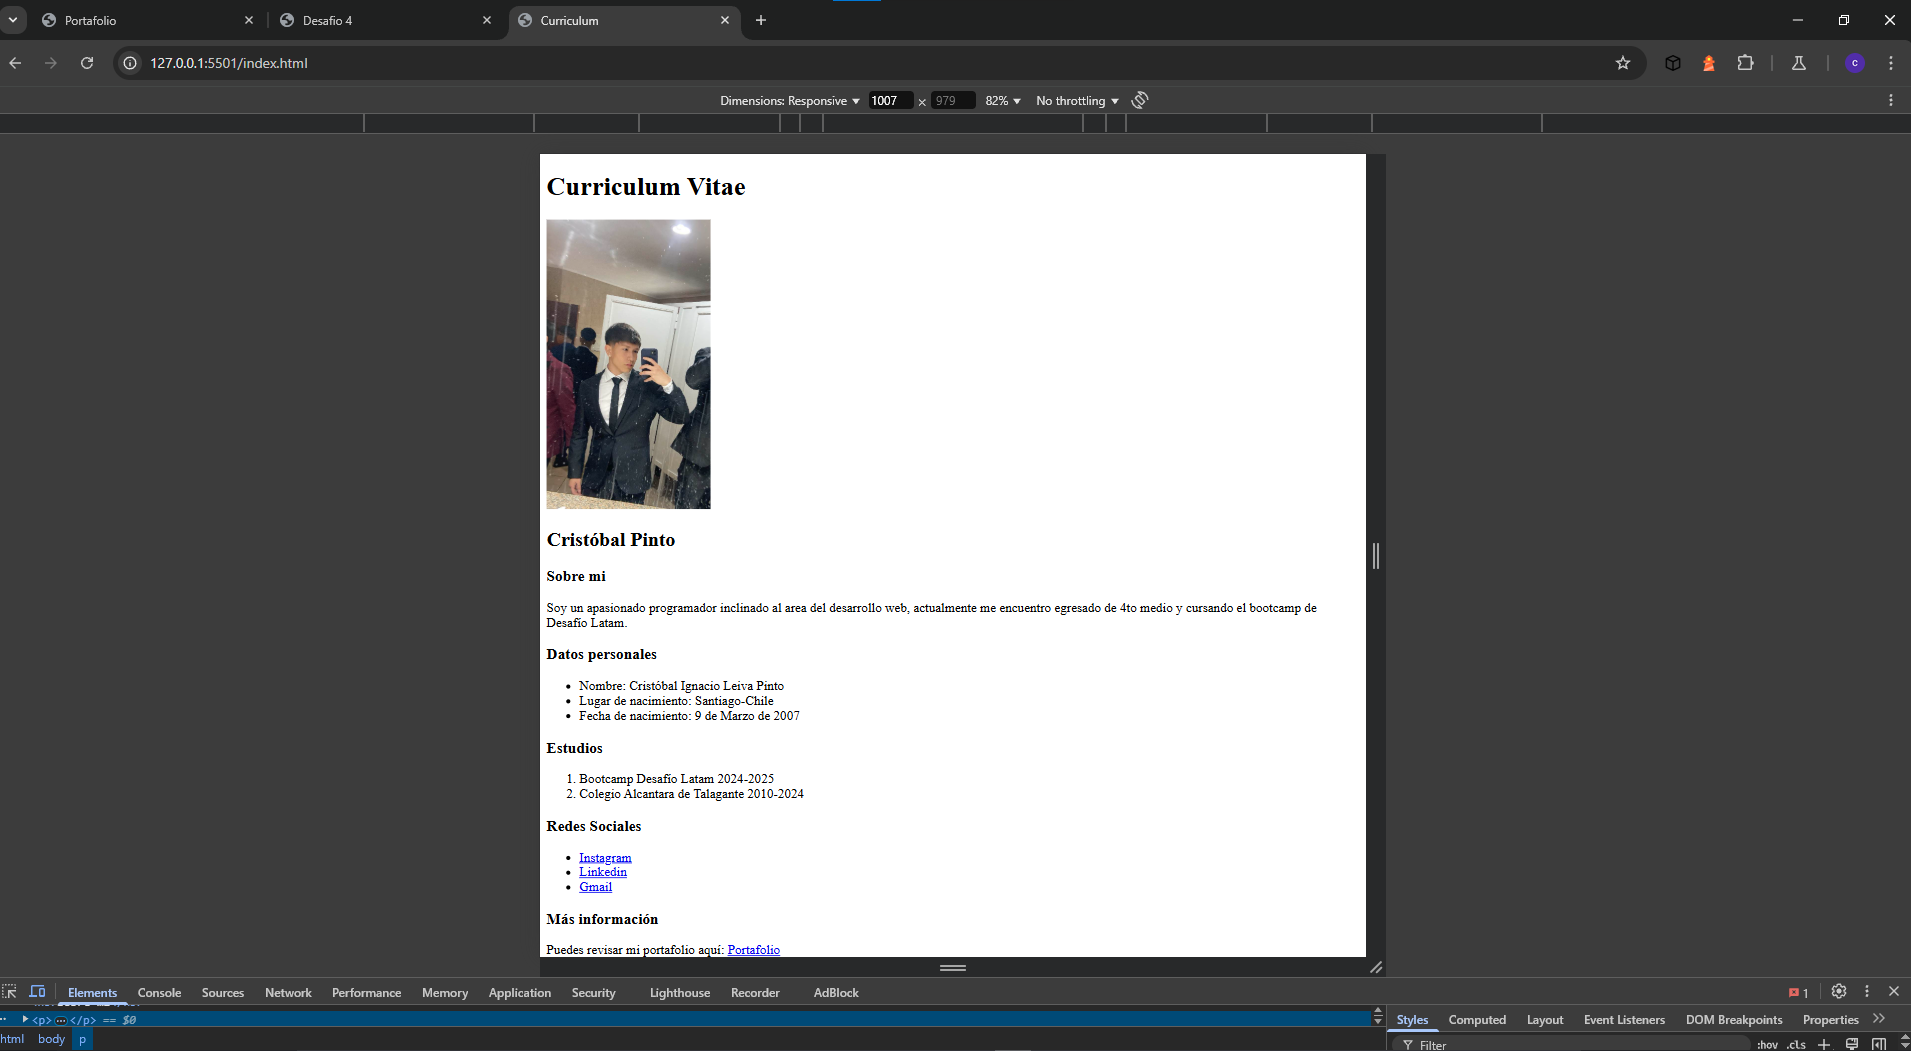 Portafolio
Desafio 4
Curriculum
127.0.0.1:5501/index.html
c
Dimensions: Responsive 1007 × 979 82% No throttling
Curriculum Vitae
Cristóbal Pinto
Sobre mi
Soy un apasionado programador inclinado al area del desarrollo web, actualmente me encuentro egresado de 4to medio y cursando el bootcamp de
Desafío Latam.
Datos personales
• Nombre: Cristóbal Ignacio Leiva Pinto
• Lugar de nacimiento: Santiago-Chile
• Fecha de nacimiento: 9 de Marzo de 2007
Estudios
1. Bootcamp Desafío Latam 2024-2025
2. Colegio Alcantara de Talagante 2010-2024
Redes Sociales
• Instagram
• Linkedin
• Gmail
Más información
Puedes revisar mi portafolio aquí: Portafolio
Elements Console Sources Network Performance Memory Application Security Lighthouse Recorder AdBlock 1
<p>…</p> == $0
html body p
Styles Computed Layout Event Listeners DOM Breakpoints Properties
Filter :hov .cls